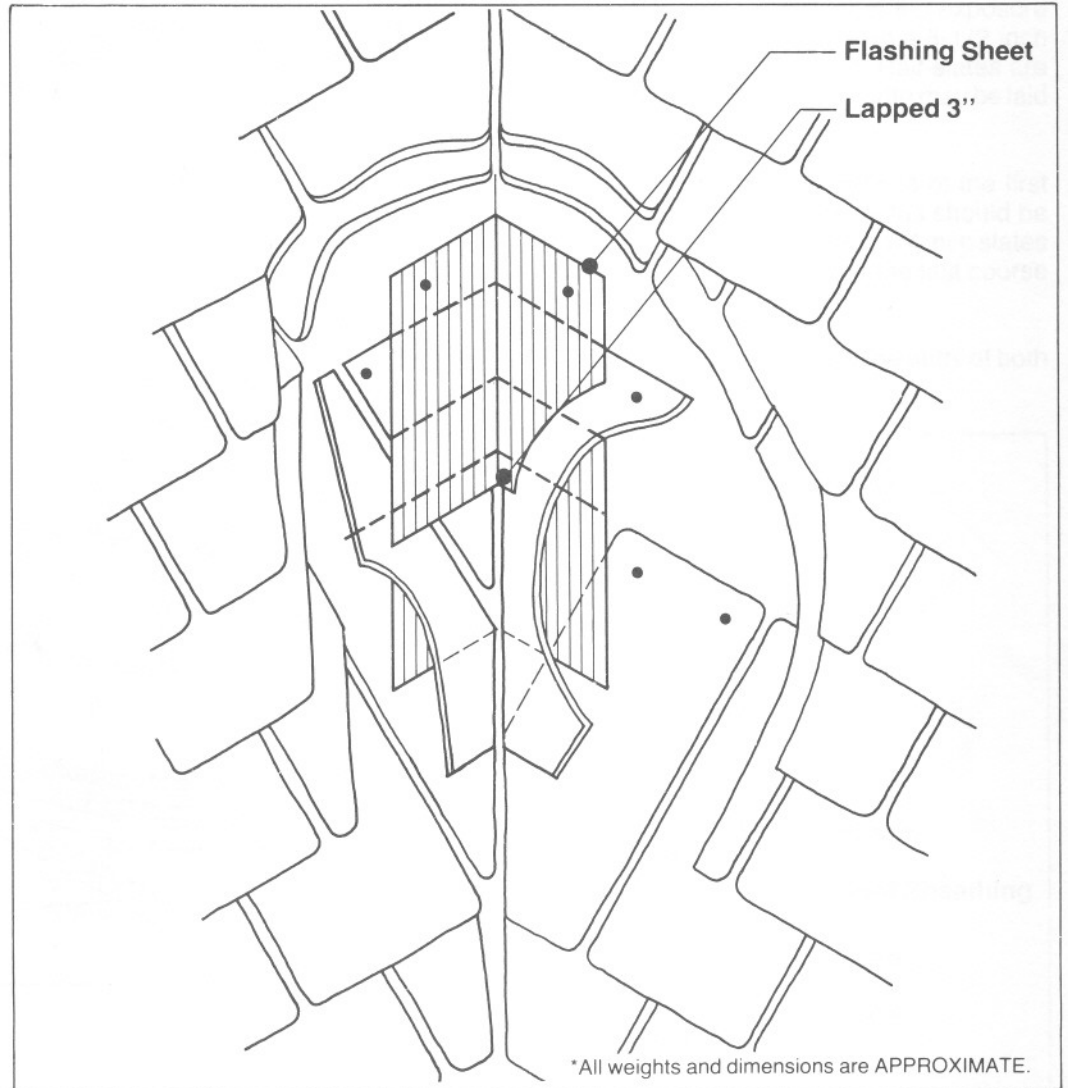 Flashing Sheet
Lapped 3''
*All weights and dimensions are APPROXIMATE.